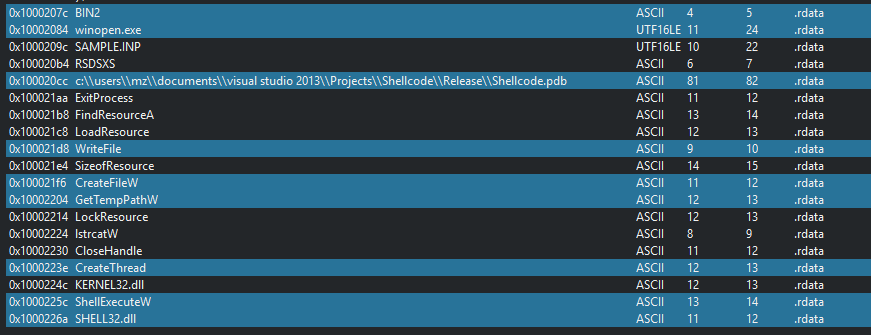 0x1000207c BIN2 ASCII 4 5 .rdata
0x10002084 winopen.exe UTF16LE 11 24 .rdata
0x1000209c SAMPLE.INP UTF16LE 10 22 .rdata
0x100020b4 RSDSXS ASCII 6 7 .rdata
0x100020cc c:\\users\\mz\\documents\\visual studio 2013\\Projects\\Shellcode\\Release\\Shellcode.pdb ASCII 81 82 .rdata
0x100021aa ExitProcess ASCII 11 12 .rdata
0x100021b8 FindResourceA ASCII 13 14 .rdata
0x100021c8 LoadResource ASCII 12 13 .rdata
0x100021d8 WriteFile ASCII 9 10 .rdata
0x100021e4 SizeofResource ASCII 14 15 .rdata
0x100021f6 CreateFileW ASCII 11 12 .rdata
0x10002204 GetTempPathW ASCII 12 13 .rdata
0x10002214 LockResource ASCII 12 13 .rdata
0x10002224 lstrcatW ASCII 8 9 .rdata
0x10002230 CloseHandle ASCII 11 12 .rdata
0x1000223e CreateThread ASCII 12 13 .rdata
0x1000224c KERNEL32.dll ASCII 12 13 .rdata
0x1000225c ShellExecuteW ASCII 13 14 .rdata
0x1000226a SHELL32.dll ASCII 11 12 .rdata